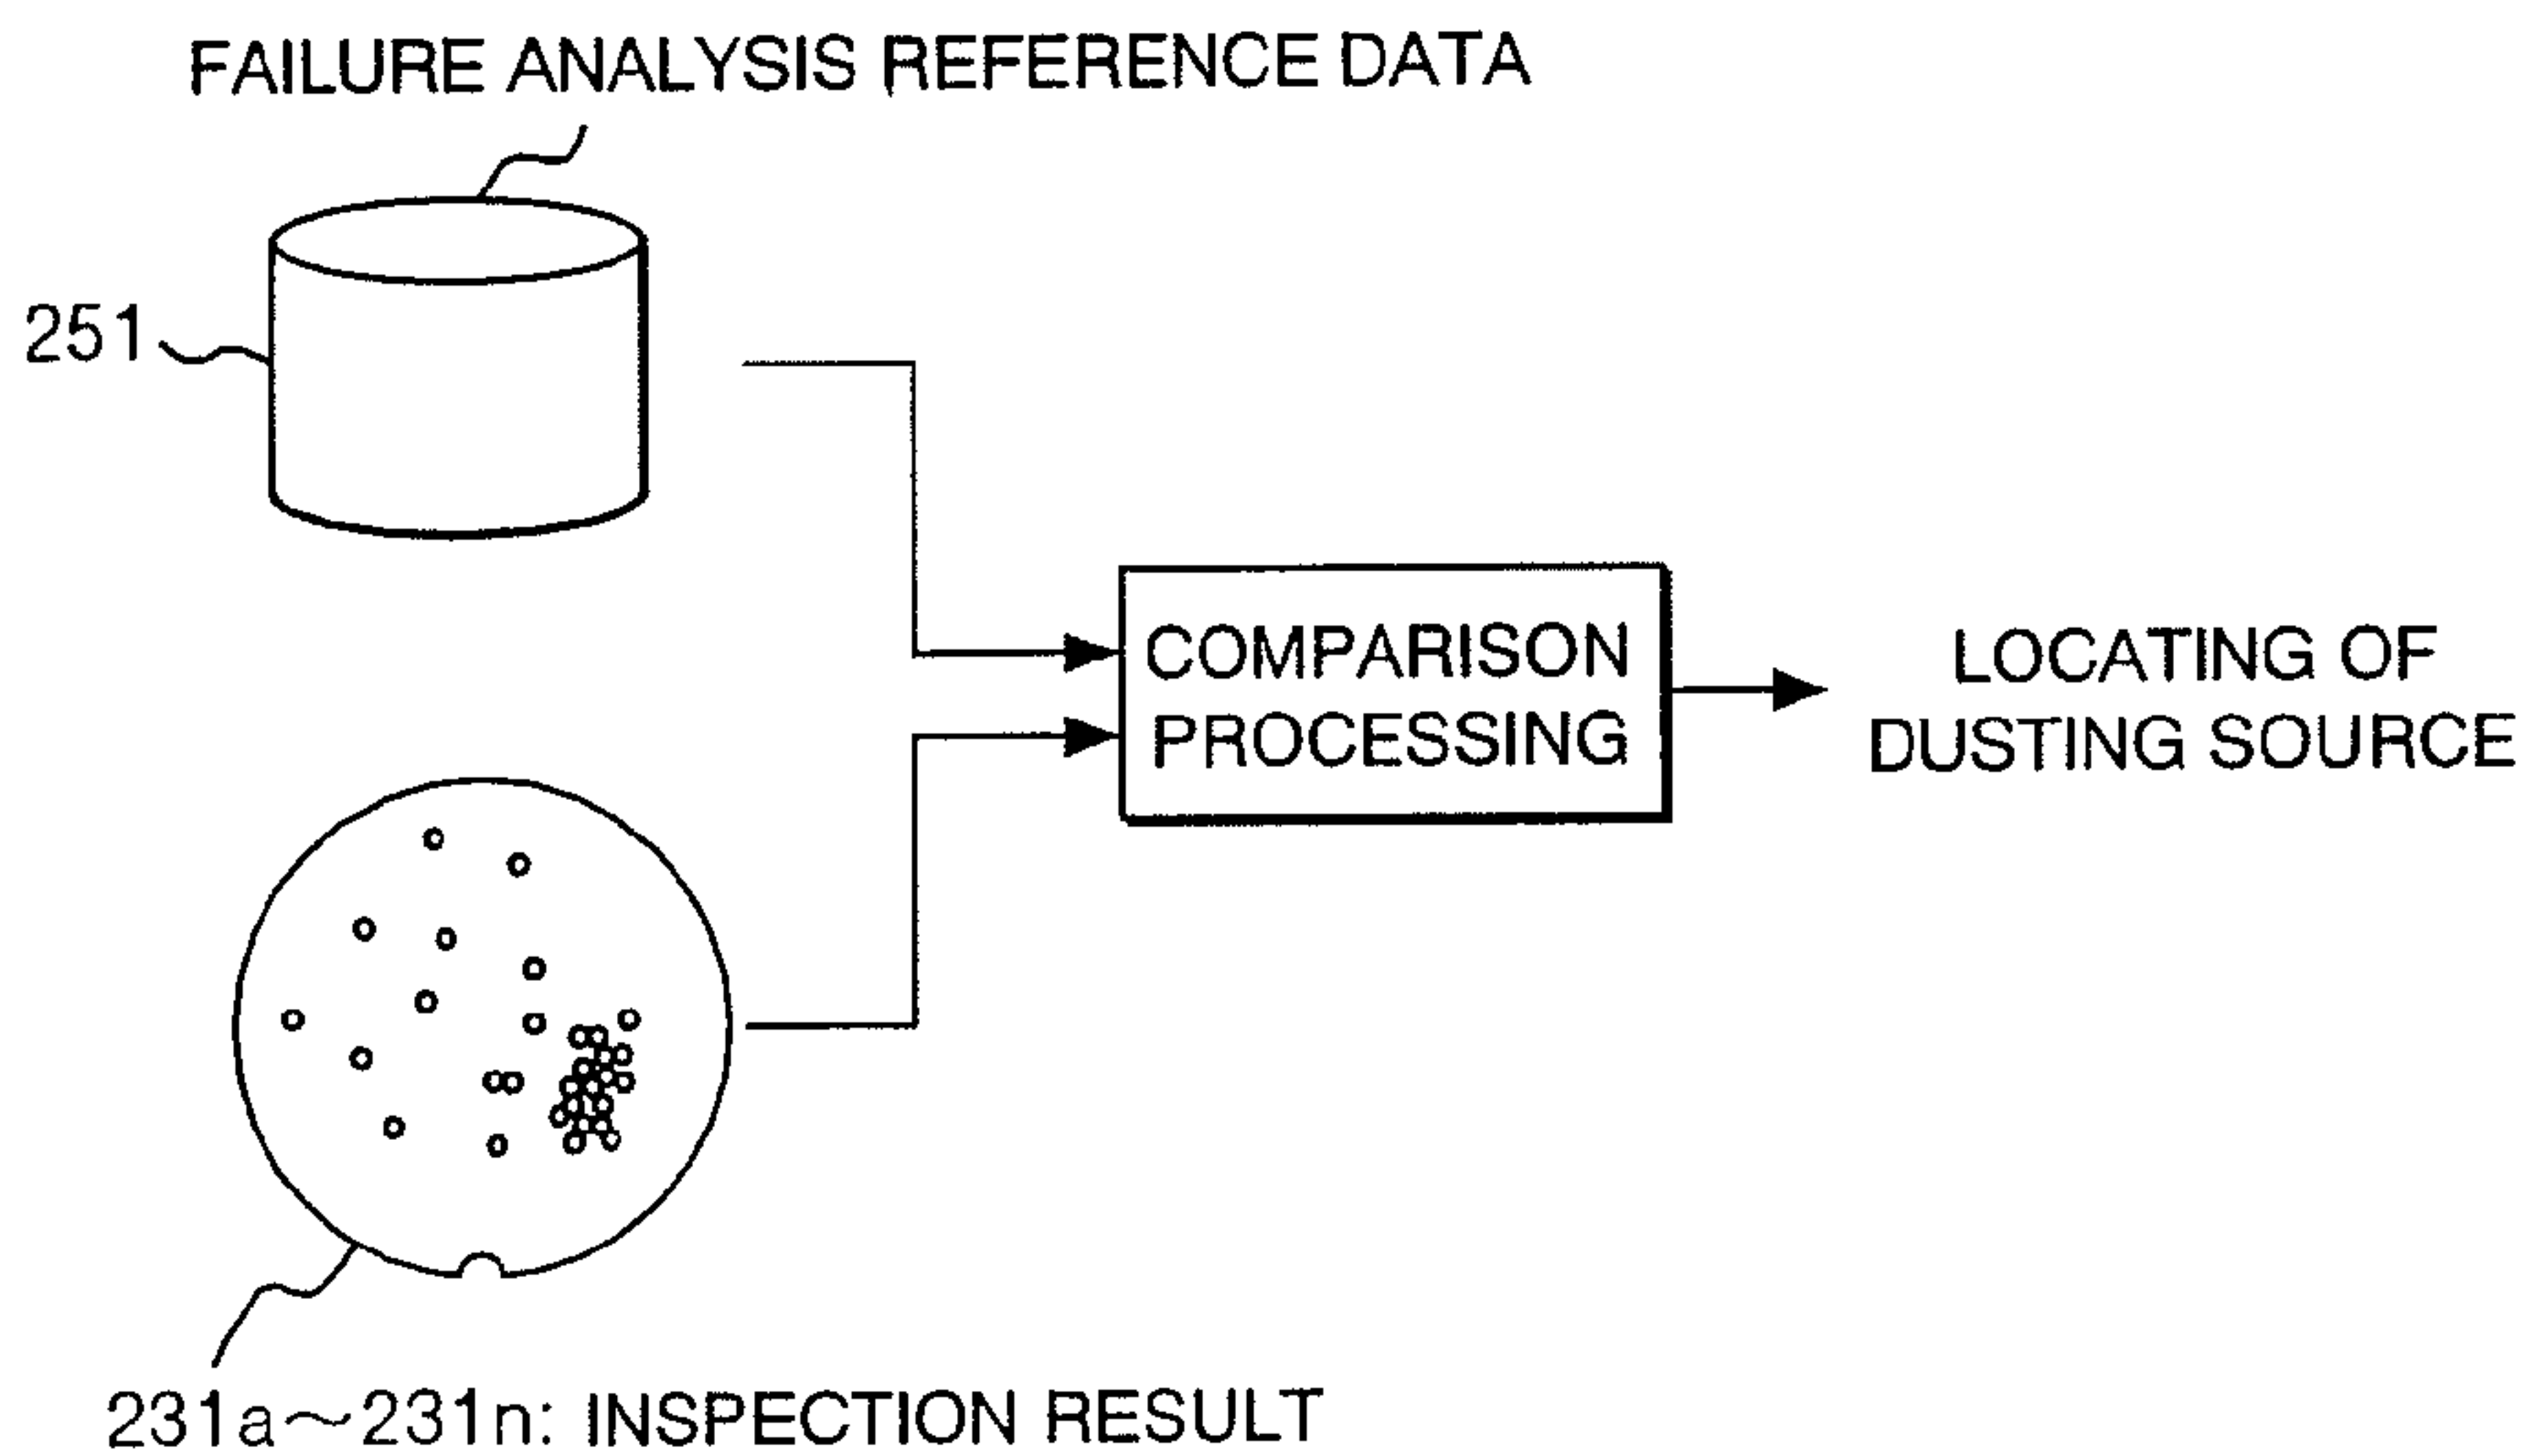 FAILURE ANALYSIS REFERENCE DATA
251
COMPARISON
PROCESSING
LOCATING OF
DUSTING SOURCE
231a~231n: INSPECTION RESULT